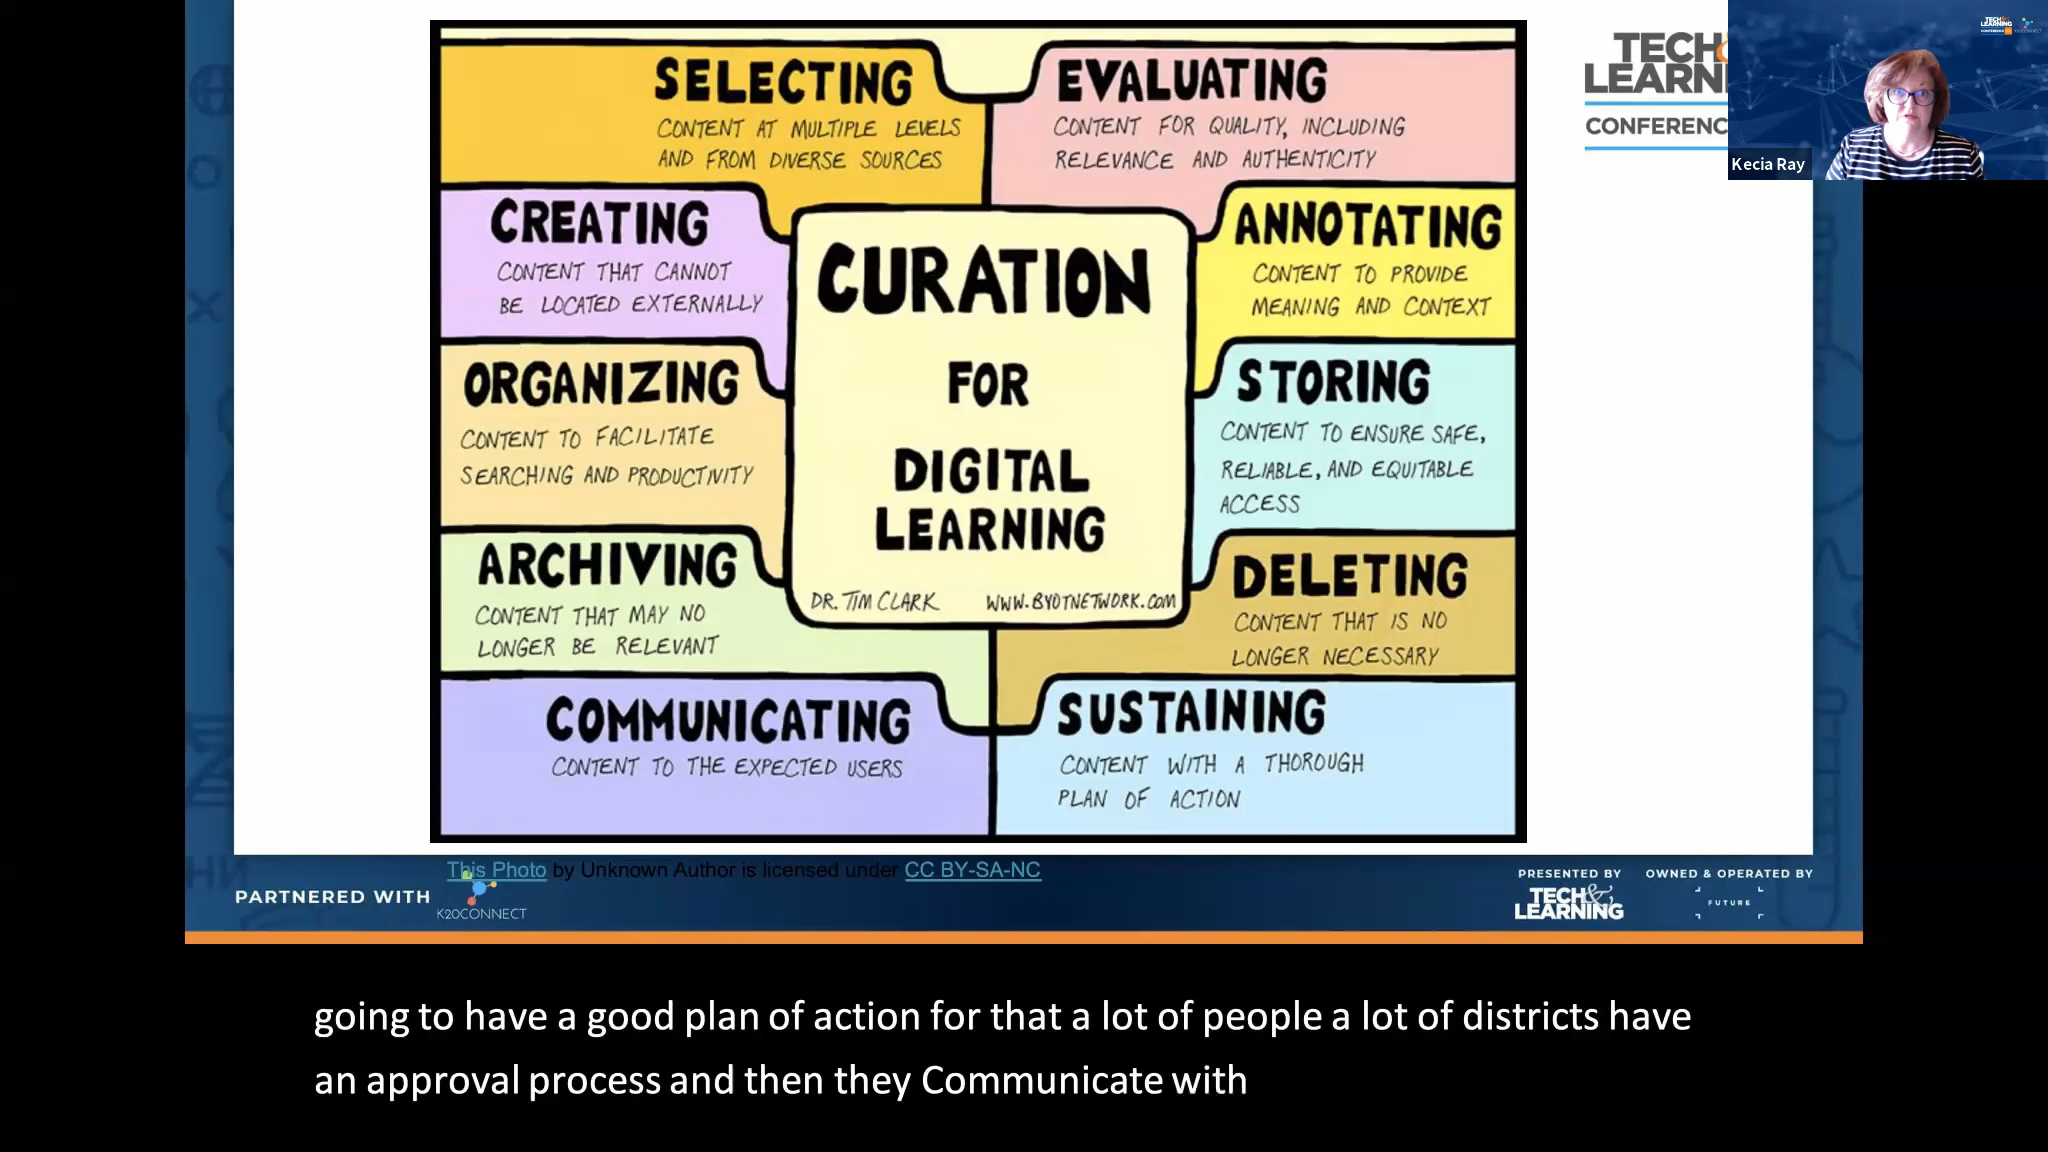 SELECTING
CONTENT AT MULTIPLE LEVELS
AND FROM DIVERSE SOURCES
EVALUATING
CONTENT FOR QUALITY, INCLUDING
RELEVANCE AND AUTHENTICITY
CREATING
CONTENT THAT CANNOT
BE LOCATED EXTERNALLY
ANNOTATING
CONTENT TO PROVIDE
MEANING AND CONTEXT
CURATION
FOR
DIGITAL
LEARNING
DR. TIM CLARK WWW.BYOTNETWORK.COM
ORGANIZING
CONTENT TO FACILITATE
SEARCHING AND PRODUCTIVITY
STORING
CONTENT TO ENSURE SAFE,
RELIABLE, AND EQUITABLE
ACCESS
ARCHIVING
CONTENT THAT MAY NO
LONGER BE RELEVANT
DELETING
CONTENT THAT IS NO
LONGER NECESSARY
COMMUNICATING
CONTENT TO THE EXPECTED USERS
SUSTAINING
CONTENT WITH A THOROUGH
PLAN OF ACTION
TECH
LEARN
CONFERENC
TECH
LEARNING
CONFERENCE
K20CONNECT
Kecia Ray
This Photo by Unknown Author is licensed under CC BY-SA-NC
PARTNERED WITH
K20CONNECT
PRESENTED BY
TECH&
LEARNING
OWNED & OPERATED BY
FUTURE
going to have a good plan of action for that a lot of people a lot of districts have
an approval process and then they Communicate with